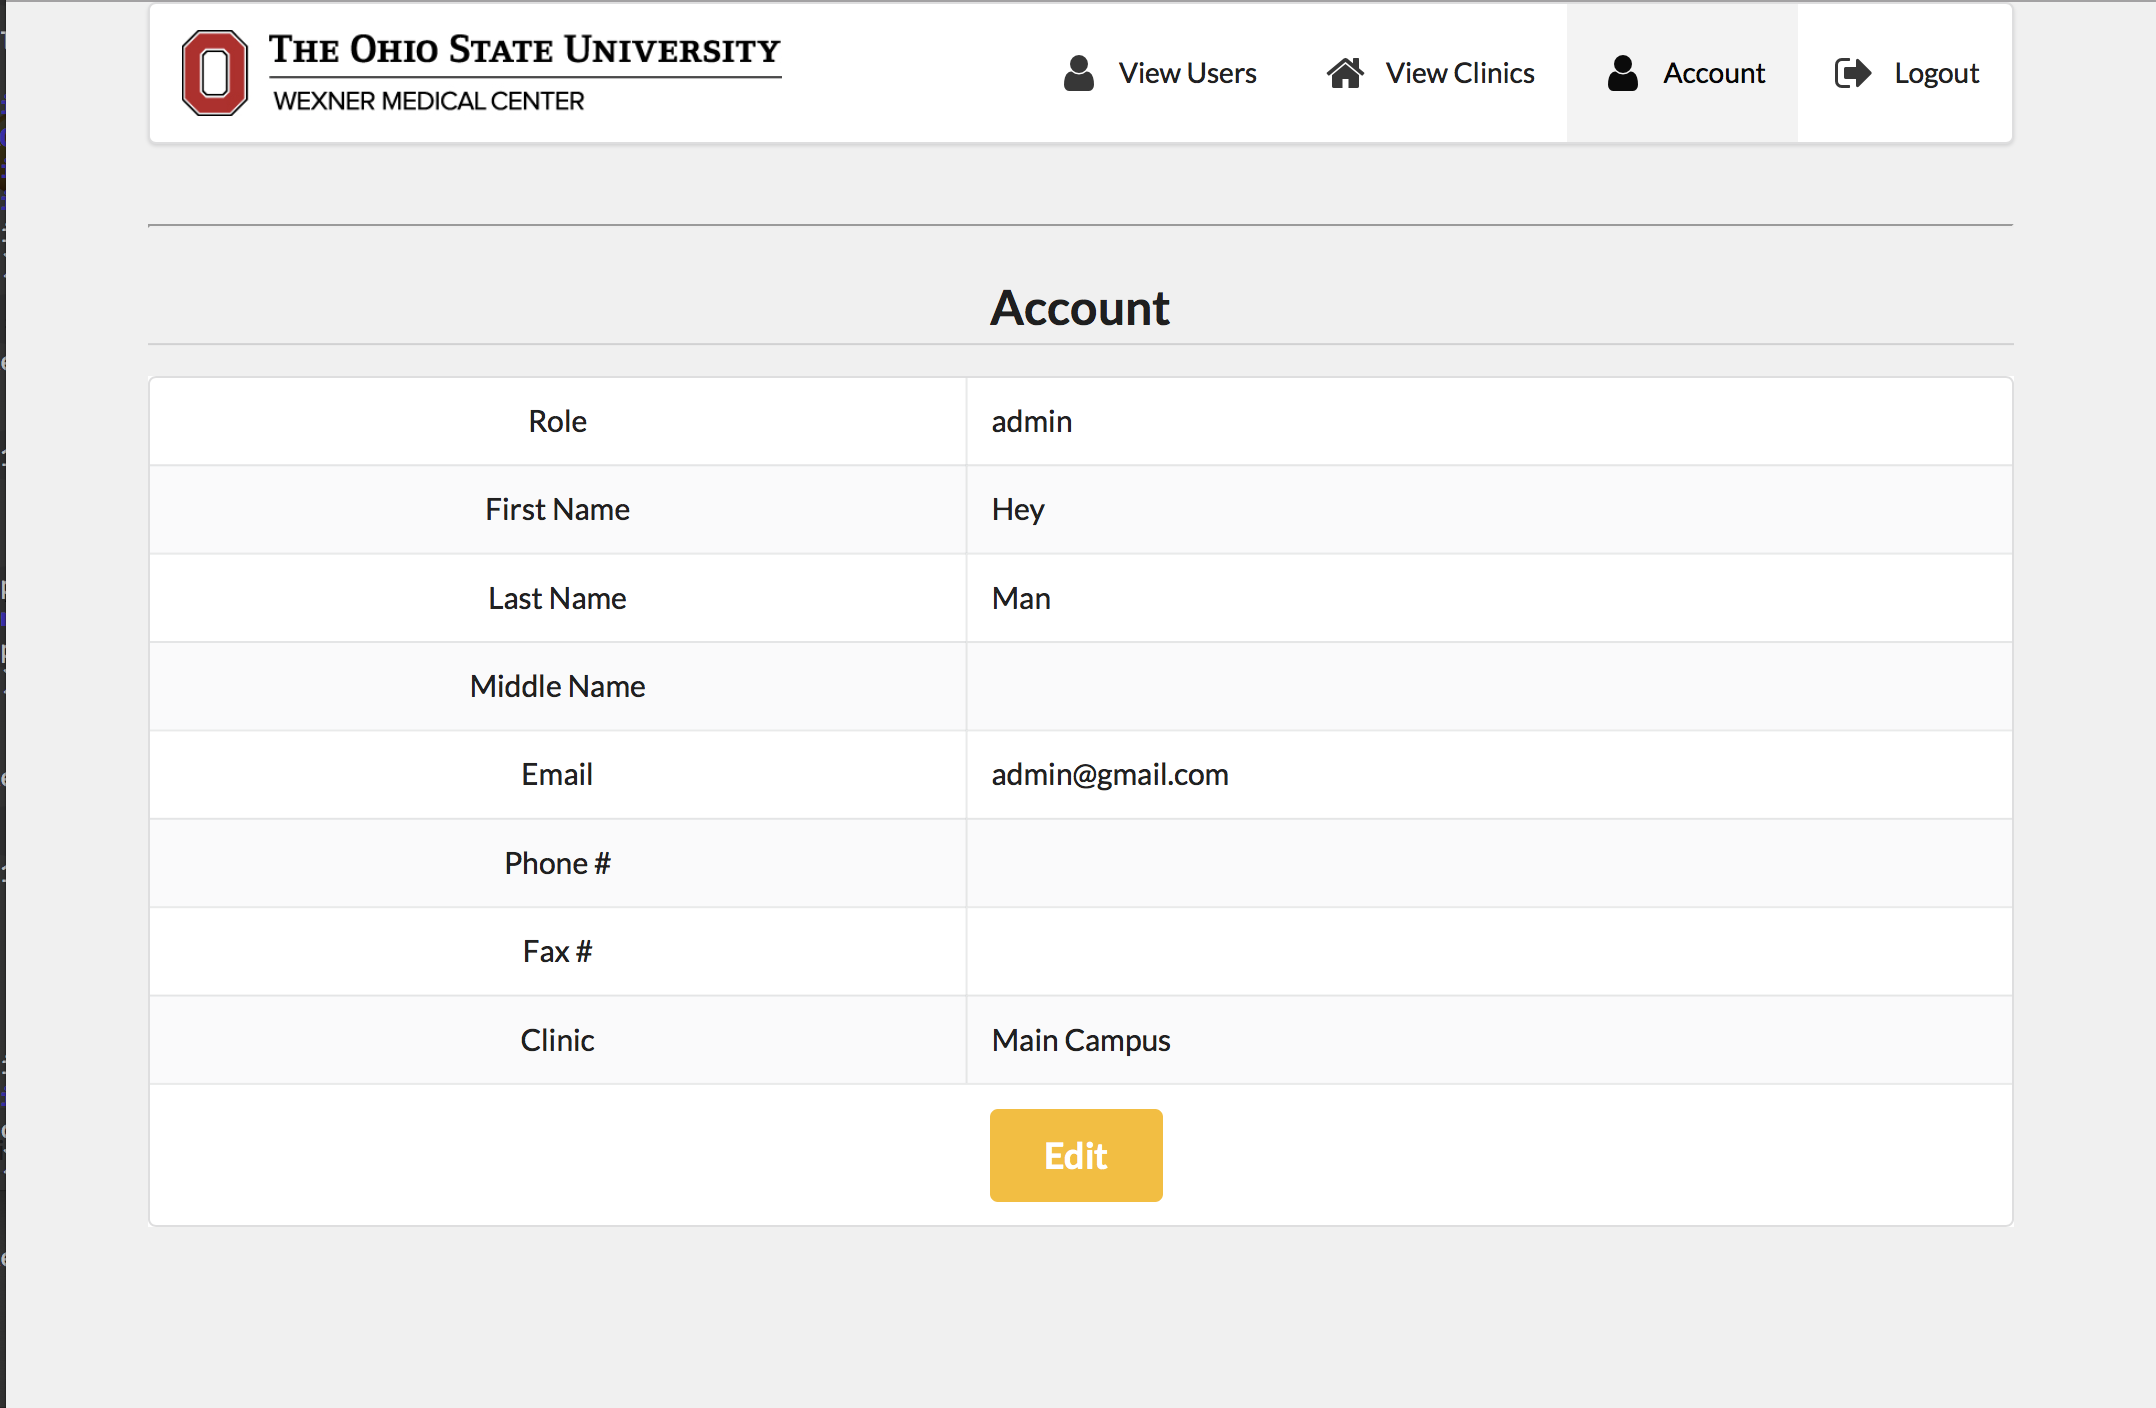 THE OHIO STATE UNIVERSITY
WEXNER MEDICAL CENTER
View Users
View Clinics
Account
Logout
Account
Role admin
First Name Hey
Last Name Man
Middle Name
Email admin@gmail.com
Phone #
Fax #
Clinic Main Campus
Edit